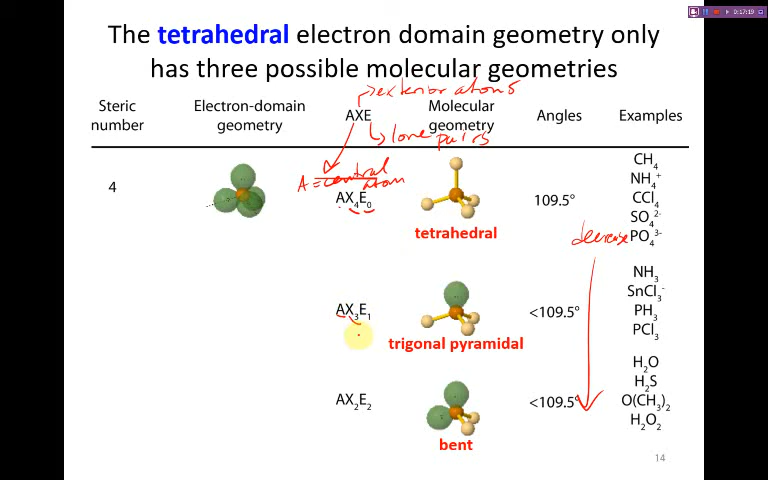 0:17:19
The tetrahedral electron domain geometry only
has three possible molecular geometries
exterior atoms
Steric number
Electron-domain geometry
AXE
Molecular geometry
Angles
Examples
lone pairs
A = central atom
4
AX₄E₀
tetrahedral
109.5°
CH₄
NH₄⁺
CCl₄
SO₄²⁻
PO₄³⁻
decrease
AX₃E₁
trigonal pyramidal
<109.5°
NH₃
SnCl₃⁻
PH₃
PCl₃
AX₂E₂
bent
<109.5°
H₂O
H₂S
O(CH₃)₂
H₂O₂
14